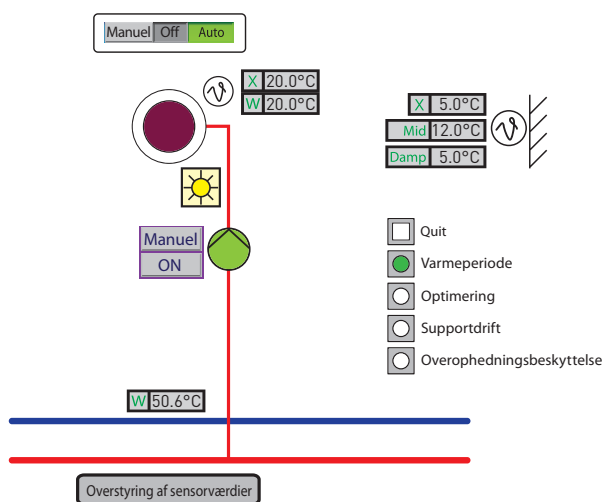 Manuel Off Auto
X 20.0°C
W 20.0°C
X 5.0°C
Mid 12.0°C
Damp 5.0°C
Manuel
ON
Quit
Varmeperiode
Optimering
Supportdrift
Overophedningsbeskyttelse
W 50.6°C
Overstyring af sensorværdier